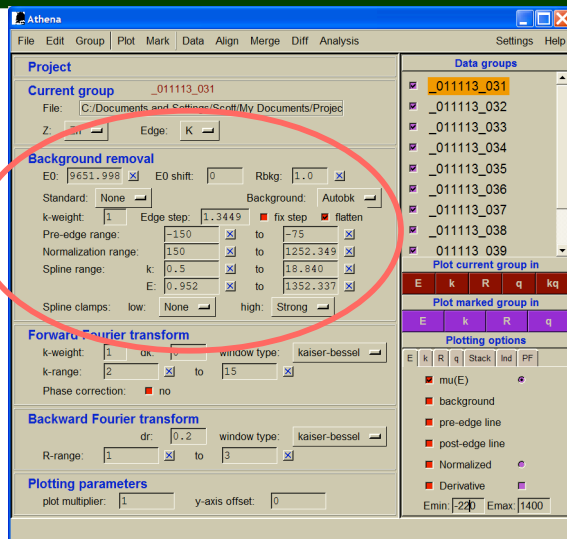 Athena
File Edit Group Plot Mark Data Align Merge Diff Analysis Settings Help
Project
Current group _011113_031
File: C:/Documents and Settings/Scott/My Documents/Projec
Z: Edge: K
Background removal
E0: 9651.998 E0 shift: 0 Rbkg: 1.0
Standard: None Background: Autobk
k-weight: 1 Edge step: 1.3449 fix step flatten
Pre-edge range: -150 to -75
Normalization range: 150 to 1252.349
Spline range: k: 0.5 to 18.840
E: 0.952 to 1352.337
Spline clamps: low: None high: Strong
Forward Fourier transform
k-weight: 1 dk: window type: kaiser-bessel
k-range: 2 to 15
Phase correction: no
Backward Fourier transform
dr: 0.2 window type: kaiser-bessel
R-range: 1 to 3
Plotting parameters
plot multiplier: 1 y-axis offset: 0
Data groups
_011113_031
_011113_032
_011113_033
_011113_034
_011113_035
_011113_036
_011113_037
_011113_038
_011113_039
Plot current group in
E k R q kq
Plot marked group in
E k R q
Plotting options
E k R q Stack Ind PF
mu(E)
background
pre-edge line
post-edge line
Normalized
Derivative
Emin: -220 Emax: 1400